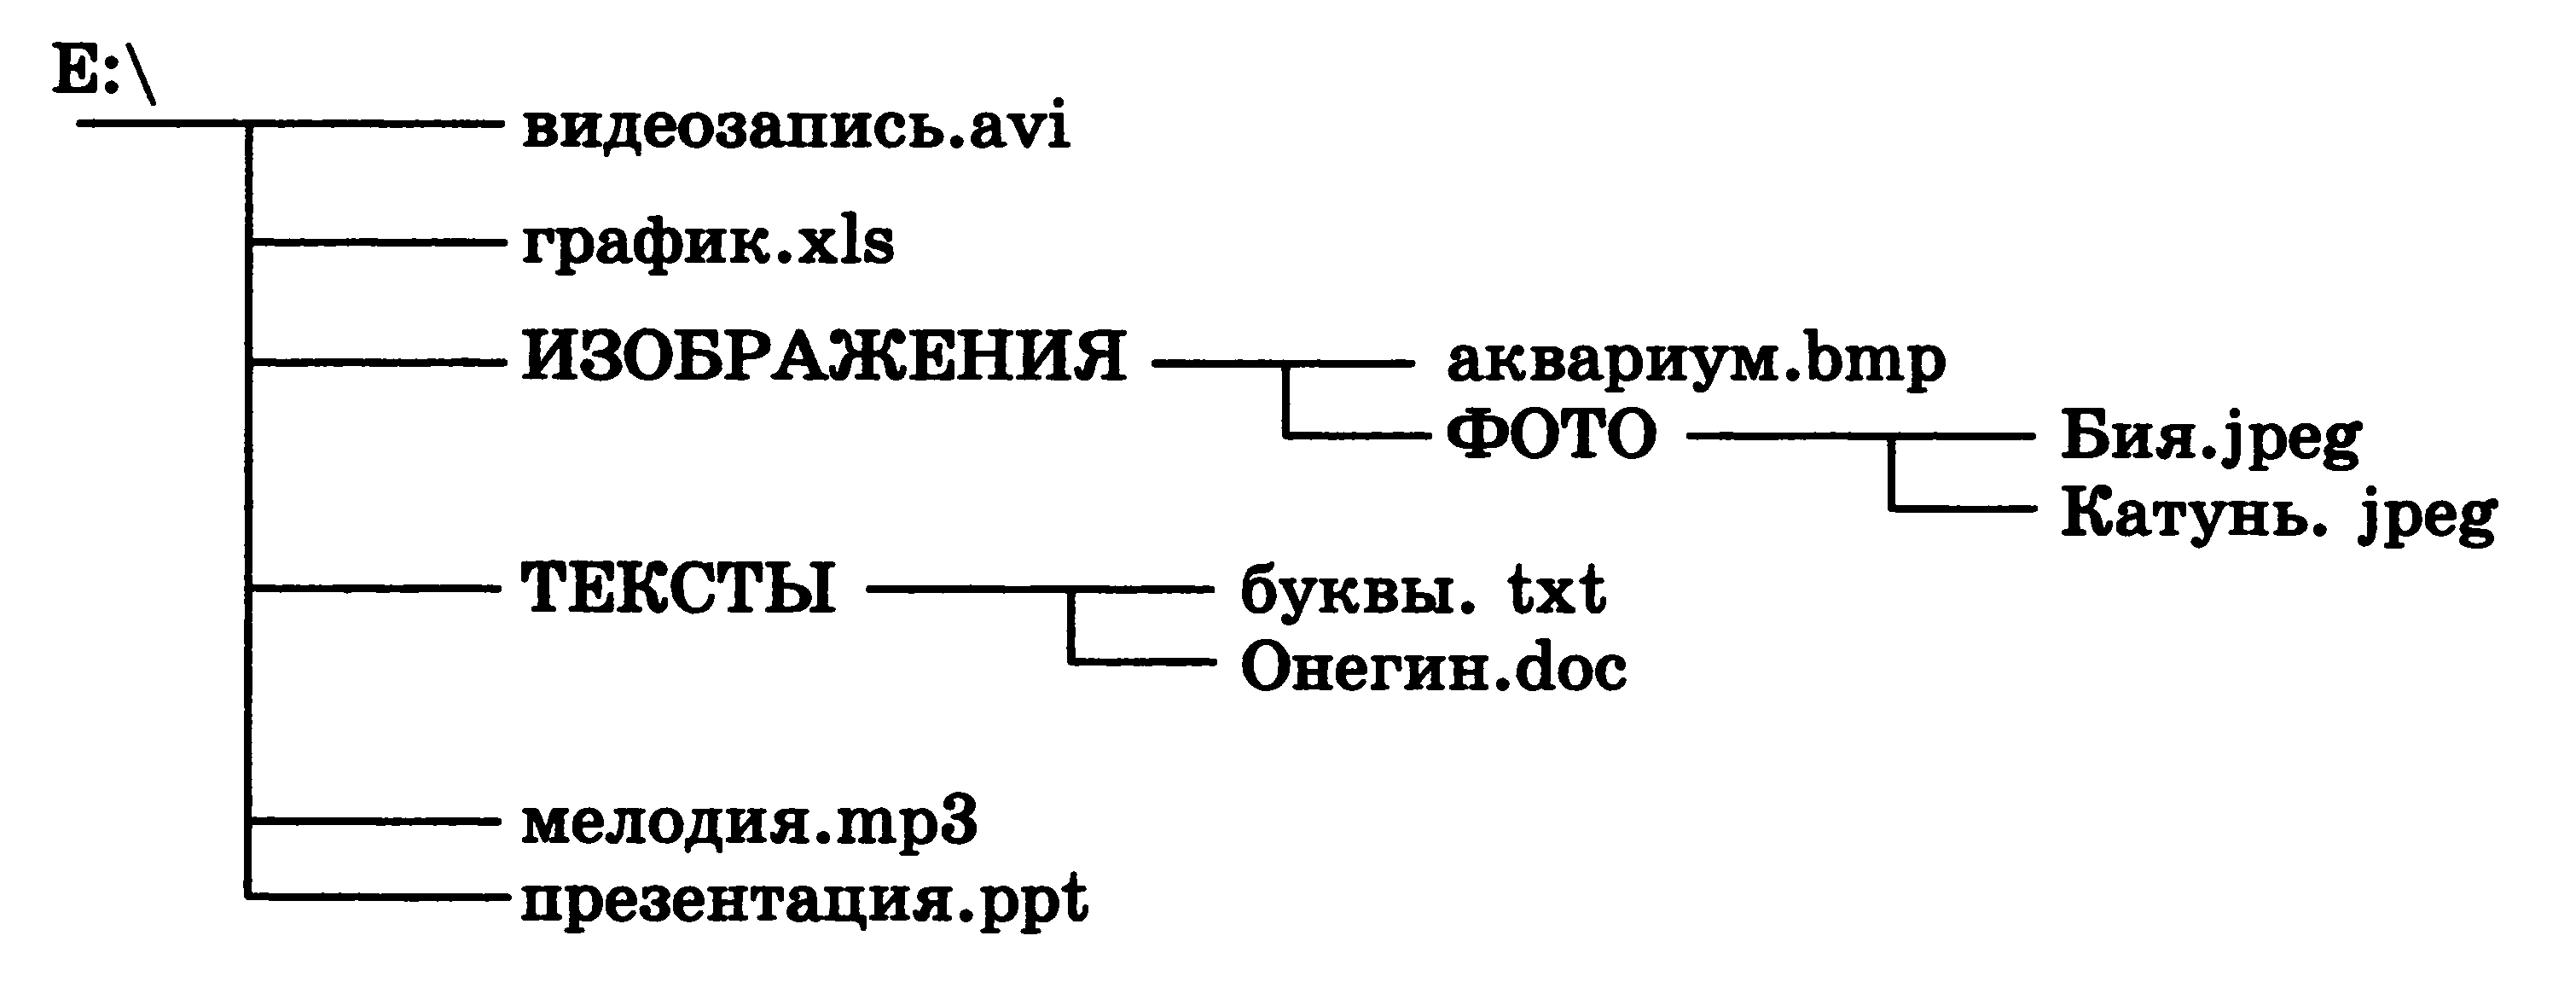 E:\
видеозапись.avi
график.xls
ИЗОБРАЖЕНИЯ аквариум.bmp
ФОТО Бия.jpeg
Катунь. jpeg
ТЕКСТЫ буквы. txt
Онегин.doc
мелодия.mp3
презентация.ppt